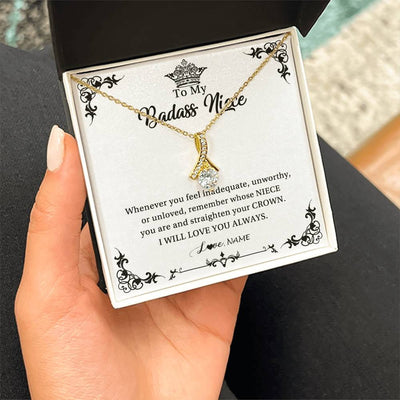 To My
Badass Niece
Whenever you feel inadequate, unworthy,
or unloved, remember whose NIECE
you are and straighten your CROWN.
I WILL LOVE YOU ALWAYS.
Love, NAME